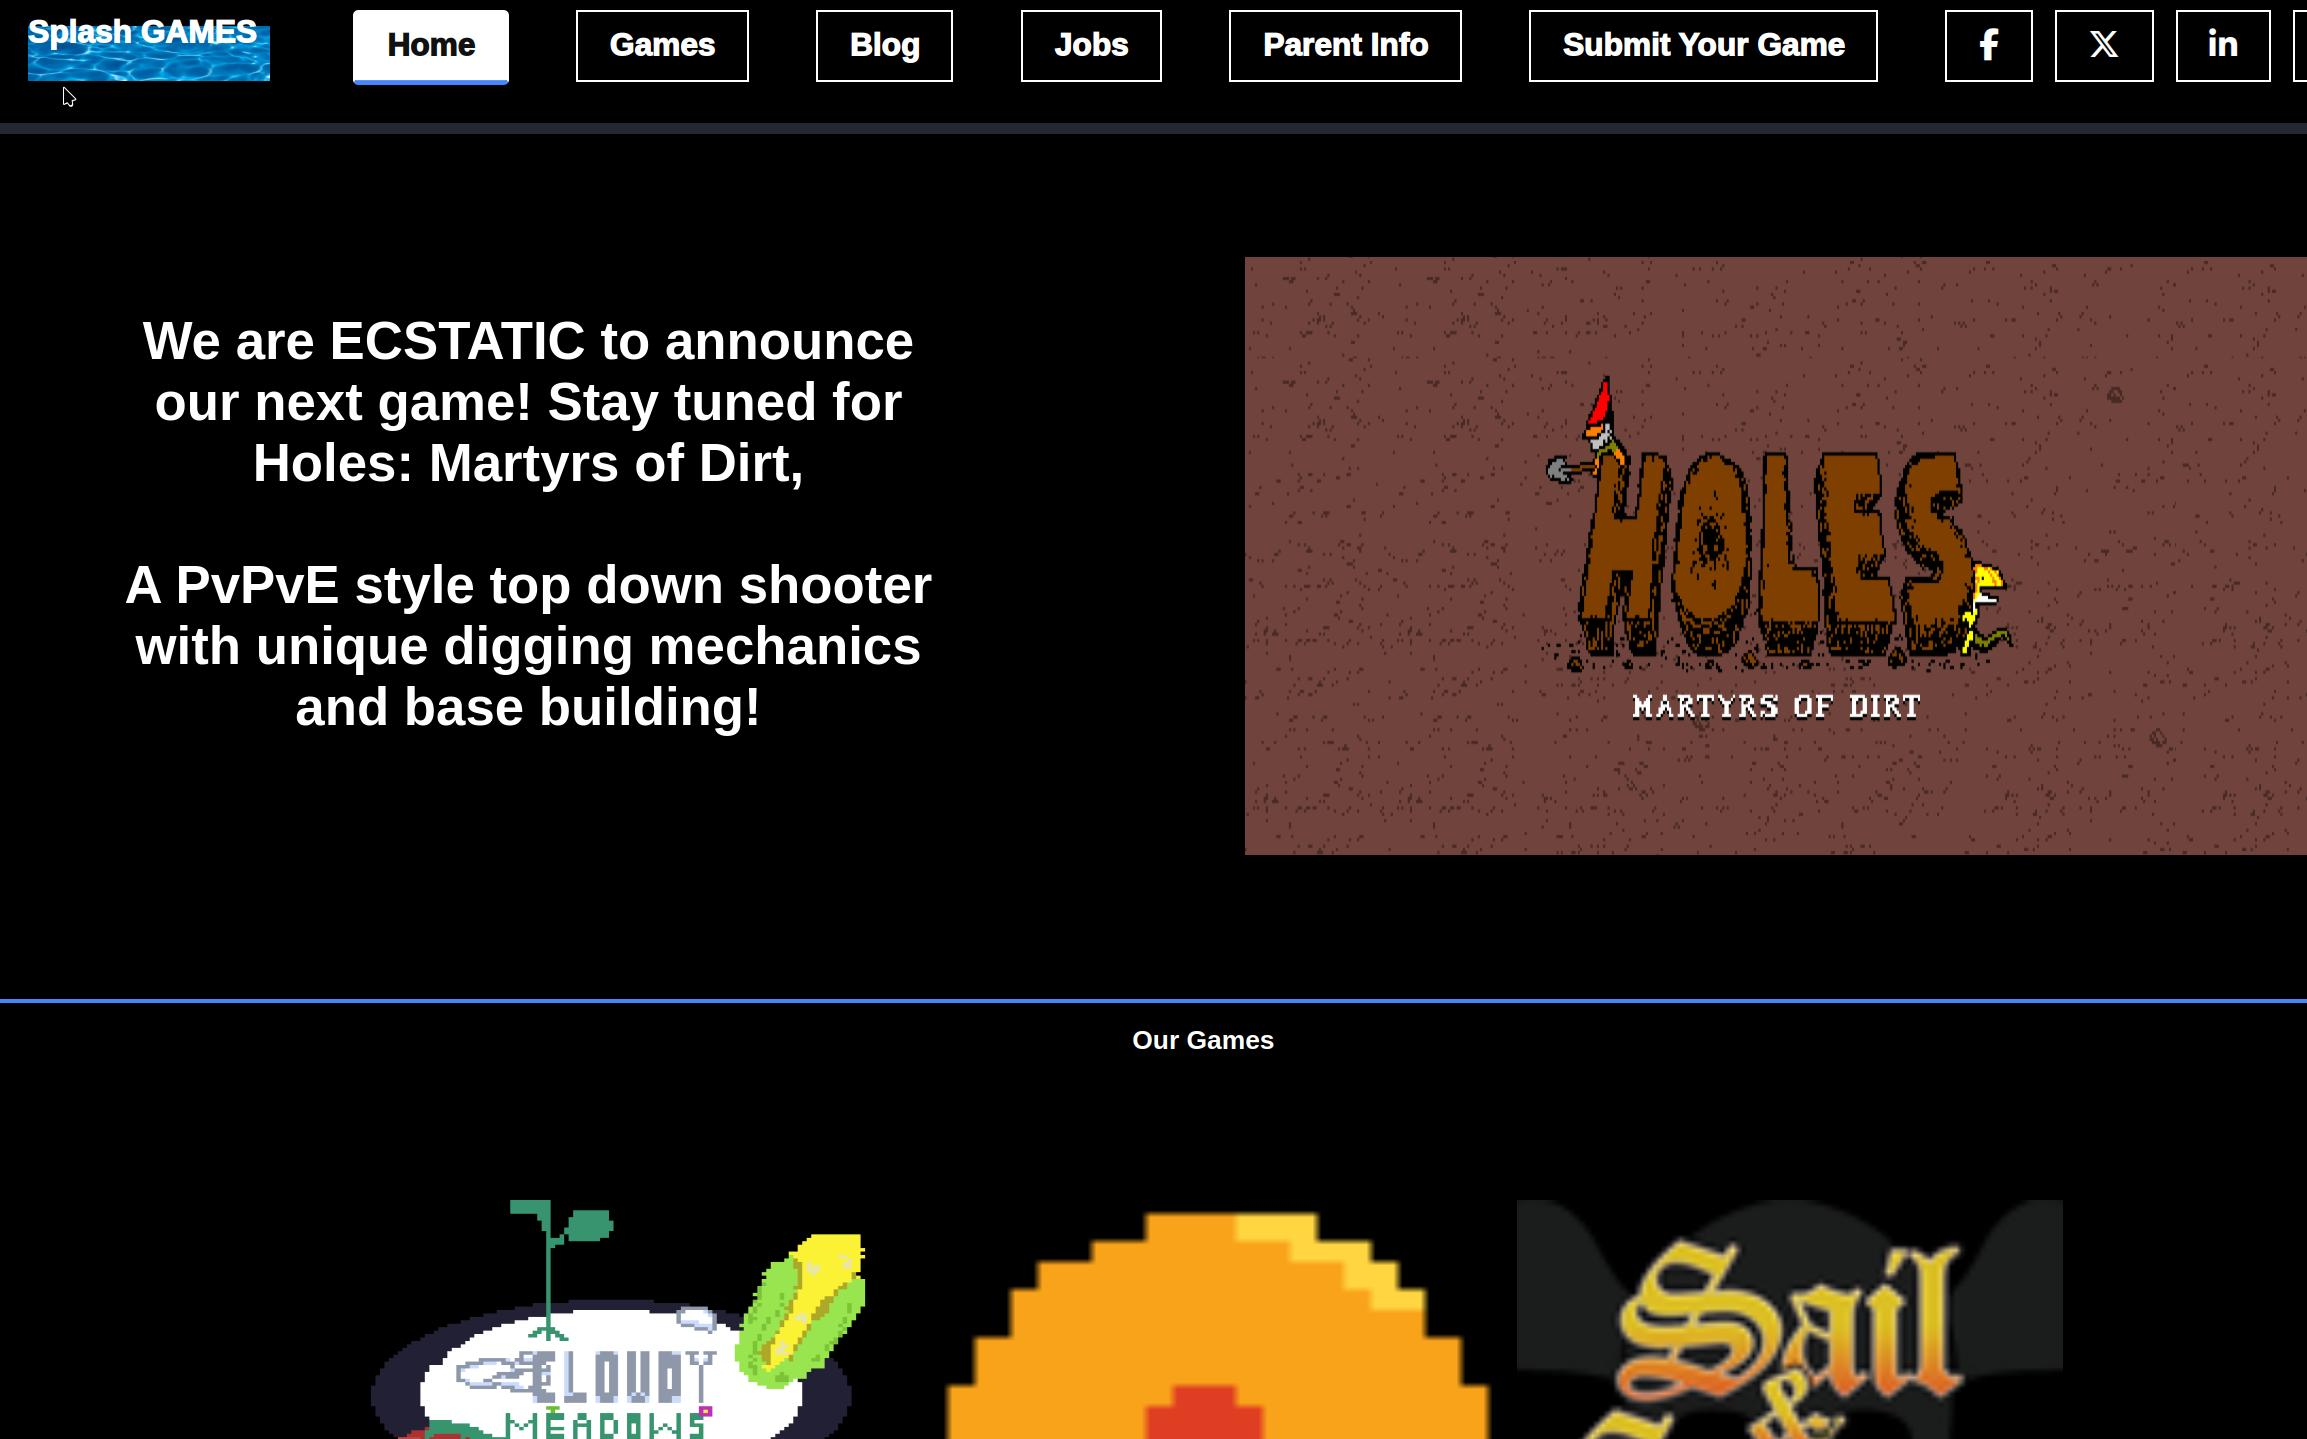 Splash GAMES
Home
Games
Blog
Jobs
Parent Info
Submit Your Game
We are ECSTATIC to announce
our next game! Stay tuned for
Holes: Martyrs of Dirt,
A PvPvE style top down shooter
with unique digging mechanics
and base building!
HOLES
MARTYRS OF DIRT
Our Games
CLOUDY
MEADOWS
Sail
&